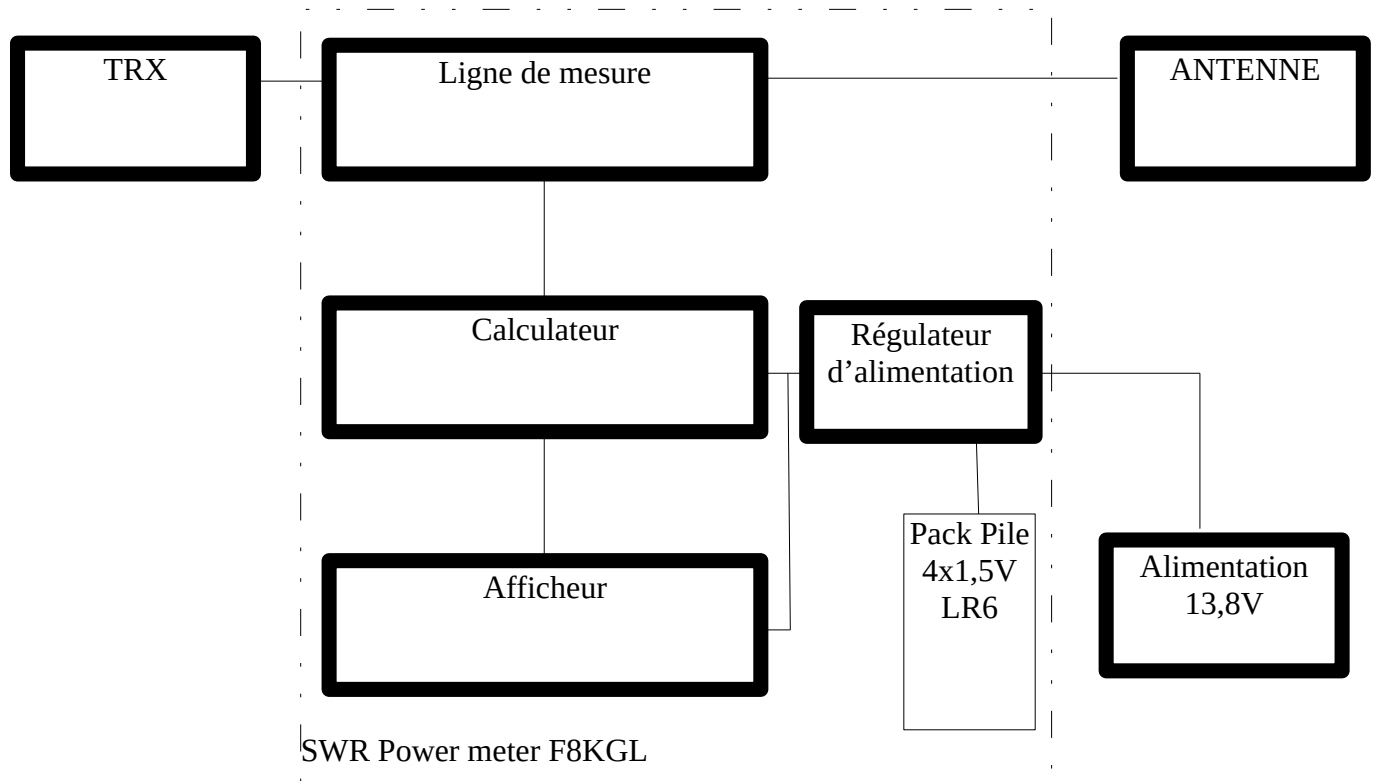 TRX
Ligne de mesure
ANTENNE
Calculateur
Régulateur
d’alimentation
Pack Pile
4x1,5V
LR6
Alimentation
13,8V
Afficheur
SWR Power meter F8KGL